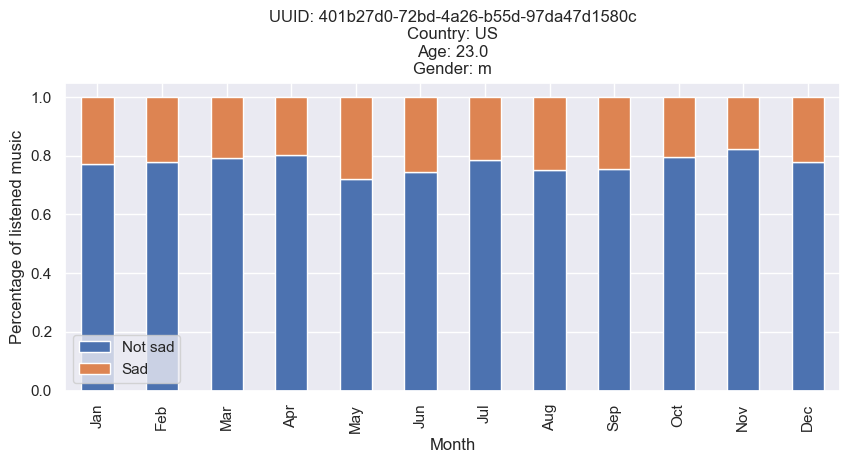 UUID: 401b27d0-72bd-4a26-b55d-97da47d1580c
Country: US
Age: 23.0
Gender: m
Percentage of listened music
1.0
0.8
0.6
0.4
0.2
0.0
Not sad
Sad
Jan
Feb
Mar
Apr
May
Jun
Jul
Aug
Sep
Oct
Nov
Dec
Month